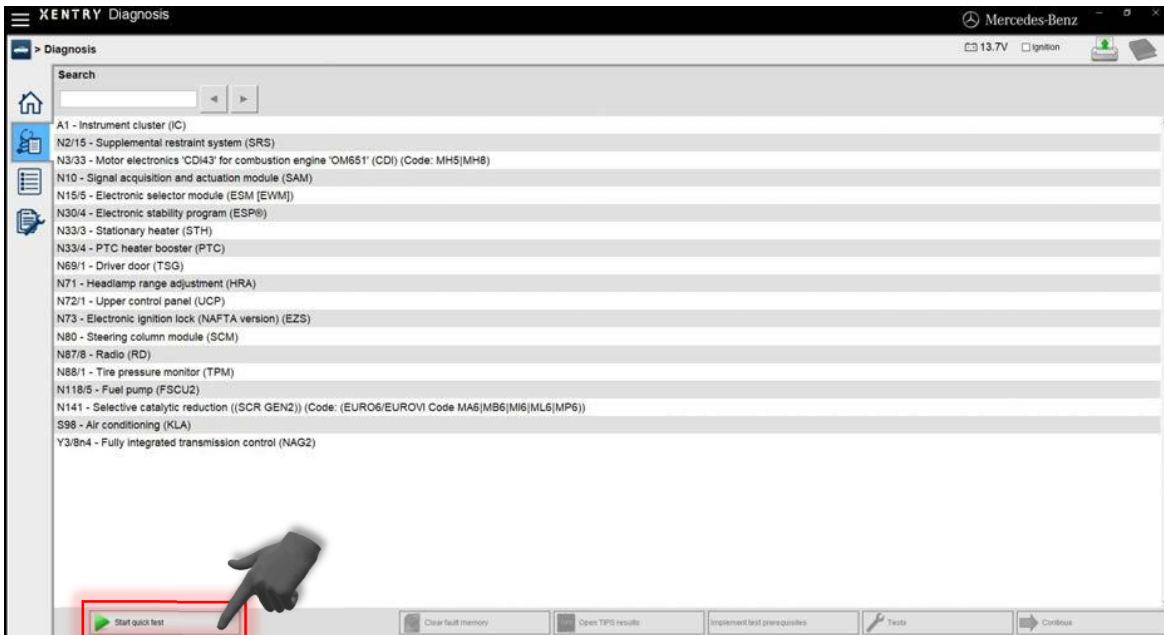 XENTRY Diagnosis
Mercedes-Benz
> Diagnosis
13.7V Ignition
Search
A1 - Instrument cluster (IC)
N2/15 - Supplemental restraint system (SRS)
N3/33 - Motor electronics 'CDI43' for combustion engine 'OM651' (CDI) (Code: MH5|MH8)
N10 - Signal acquisition and actuation module (SAM)
N15/5 - Electronic selector module (ESM [EWM])
N30/4 - Electronic stability program (ESP®)
N33/3 - Stationary heater (STH)
N33/4 - PTC heater booster (PTC)
N69/1 - Driver door (TSG)
N71 - Headlamp range adjustment (HRA)
N72/1 - Upper control panel (UCP)
N73 - Electronic ignition lock (NAFTA version) (EZS)
N80 - Steering column module (SCM)
N87/8 - Radio (RD)
N88/1 - Tire pressure monitor (TPM)
N118/5 - Fuel pump (FSCU2)
N141 - Selective catalytic reduction ((SCR GEN2)) (Code: (EURO6/EUROVI Code MA6|MB6|MI6|ML6|MP6))
S98 - Air conditioning (KLA)
Y3/8n4 - Fully integrated transmission control (NAG2)
Start quick test
Clear fault memory
Open TIPS results
Implement test prerequisites
Tests
Continue